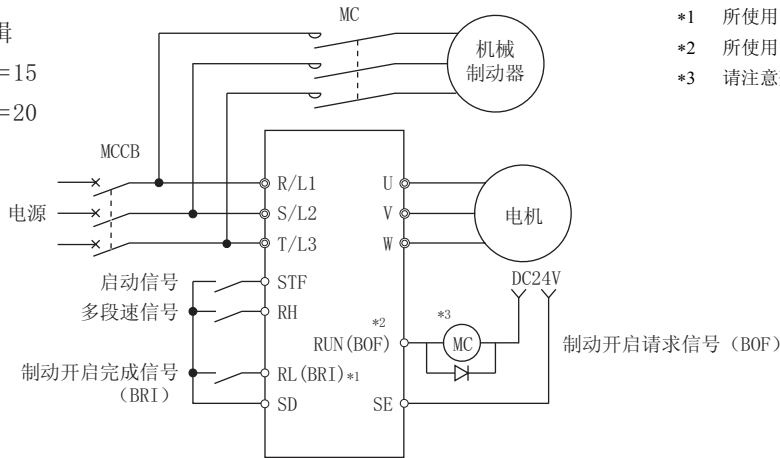 MC
=15
=20
*1 所使用
*2 所使用
*3 请注意
机械
制动器
MCCB
电源
R/L1
S/L2
T/L3
U
V
W
电机
启动信号
STF
多段速信号
RH
DC24V
*2
*3
RUN(BOF)
MC
制动开启请求信号（BOF）
制动开启完成信号
（BRI）
RL(BRI)*1
SD
SE